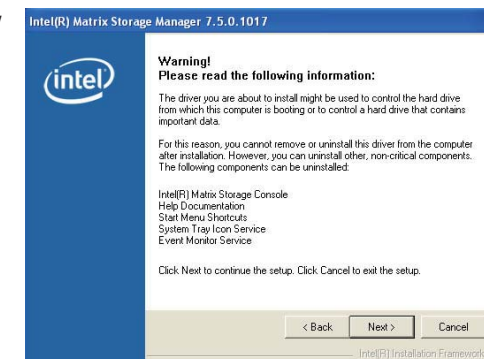 Intel(R) Matrix Storage Manager 7.5.0.1017
intel
Warning!
Please read the following information:
The driver you are about to install might be used to control the hard drive
from which this computer is booting or to control a hard drive that contains
important data.
For this reason, you cannot remove or uninstall this driver from the computer
after installation. However, you can uninstall other, non-critical components.
The following components can be uninstalled:
Intel(R) Matrix Storage Console
Help Documentation
Start Menu Shortcuts
System Tray Icon Service
Event Monitor Service
Click Next to continue the setup. Click Cancel to exit the setup.
< Back Next > Cancel
Intel(R) Installation Framework